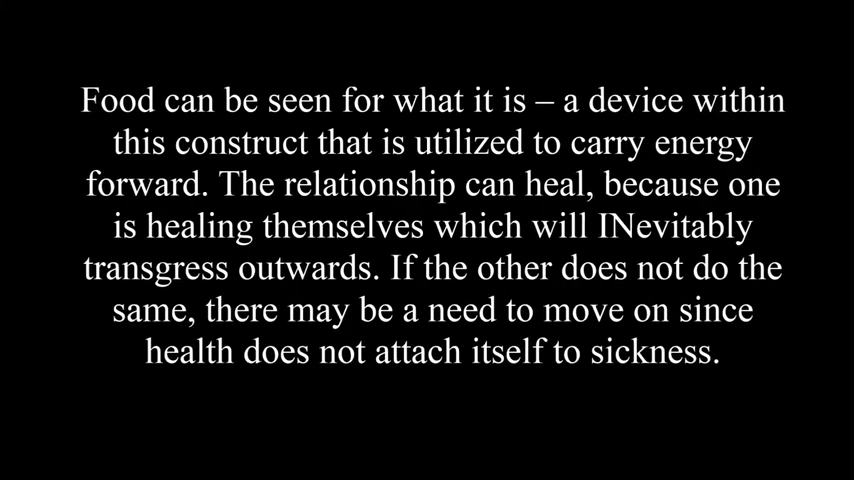 Food can be seen for what it is – a device within
this construct that is utilized to carry energy
forward. The relationship can heal, because one
is healing themselves which will INevitably
transgress outwards. If the other does not do the
same, there may be a need to move on since
health does not attach itself to sickness.